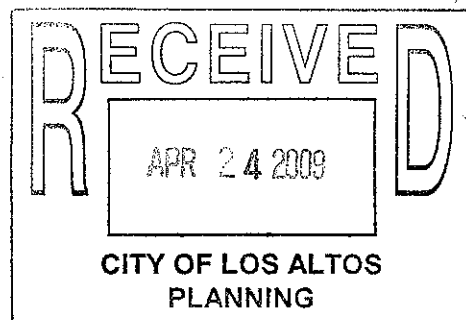 RECEIVED
APR 24 2009
CITY OF LOS ALTOS
PLANNING